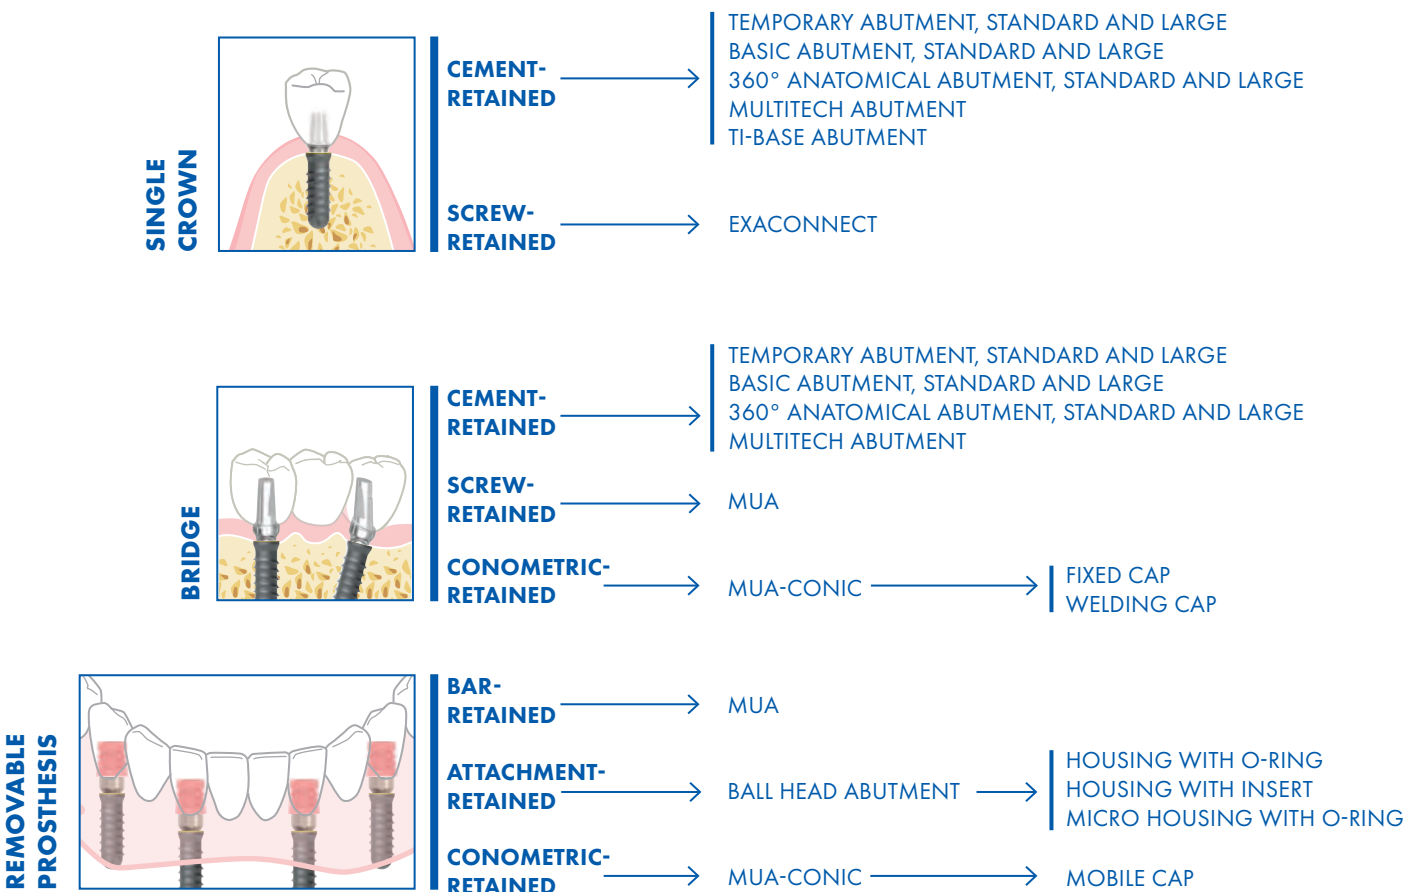 SINGLE
CROWN
CEMENT-
RETAINED
TEMPORARY ABUTMENT, STANDARD AND LARGE
BASIC ABUTMENT, STANDARD AND LARGE
360° ANATOMICAL ABUTMENT, STANDARD AND LARGE
MULTITECH ABUTMENT
TI-BASE ABUTMENT
SCREW-
RETAINED
EXACONNECT
BRIDGE
CEMENT-
RETAINED
TEMPORARY ABUTMENT, STANDARD AND LARGE
BASIC ABUTMENT, STANDARD AND LARGE
360° ANATOMICAL ABUTMENT, STANDARD AND LARGE
MULTITECH ABUTMENT
SCREW-
RETAINED
MUA
CONOMETRIC-
RETAINED
MUA-CONIC
FIXED CAP
WELDING CAP
REMOVABLE
PROSTHESIS
BAR-
RETAINED
MUA
ATTACHMENT-
RETAINED
BALL HEAD ABUTMENT
HOUSING WITH O-RING
HOUSING WITH INSERT
MICRO HOUSING WITH O-RING
CONOMETRIC-
RETAINED
MUA-CONIC
MOBILE CAP